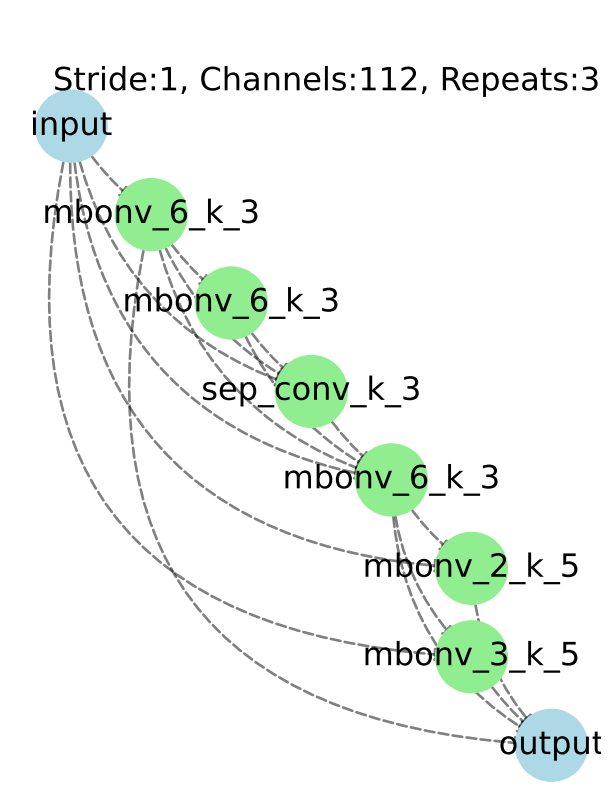 Stride:1, Channels:112, Repeats:3
input
mbonv_6_k_3
mbonv_6_k_3
sep_conv_k_3
mbonv_6_k_3
mbonv_2_k_5
mbonv_3_k_5
output